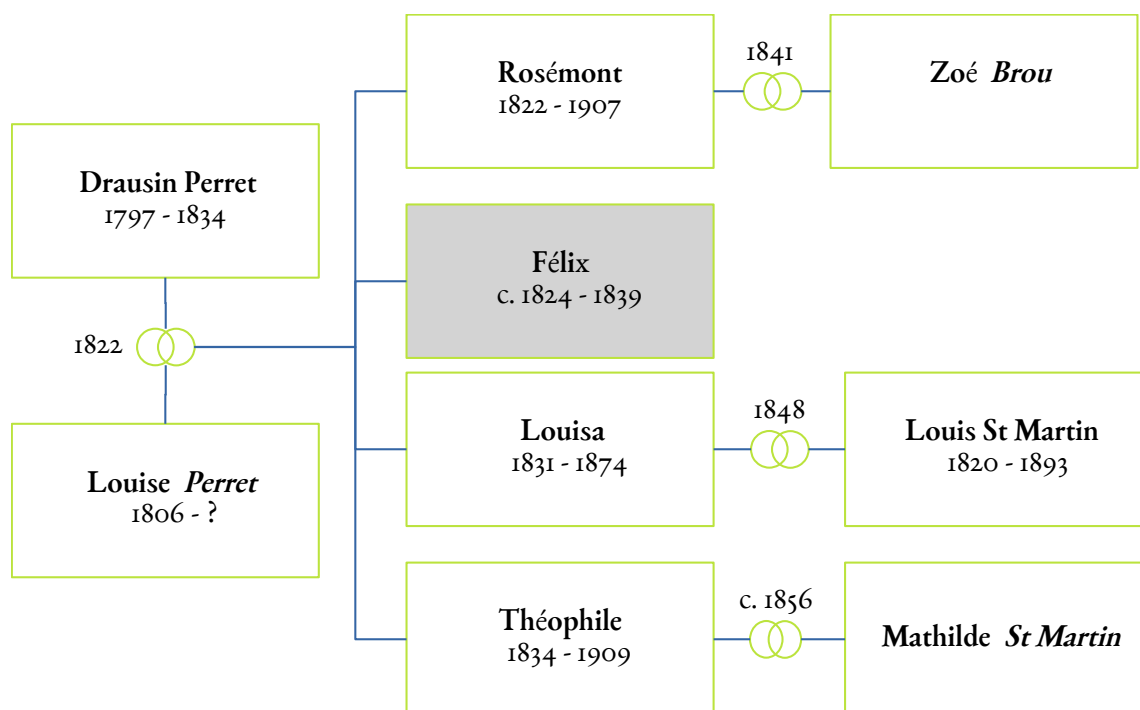 Drausin Perret
1797 - 1834
1822
Louise Perret
1806 - ?
Rosémont
1822 - 1907
1841
Zoé Brou
Félix
c. 1824 - 1839
Louisa
1831 - 1874
1848
Louis St Martin
1820 - 1893
Théophile
1834 - 1909
c. 1856
Mathilde St Martin